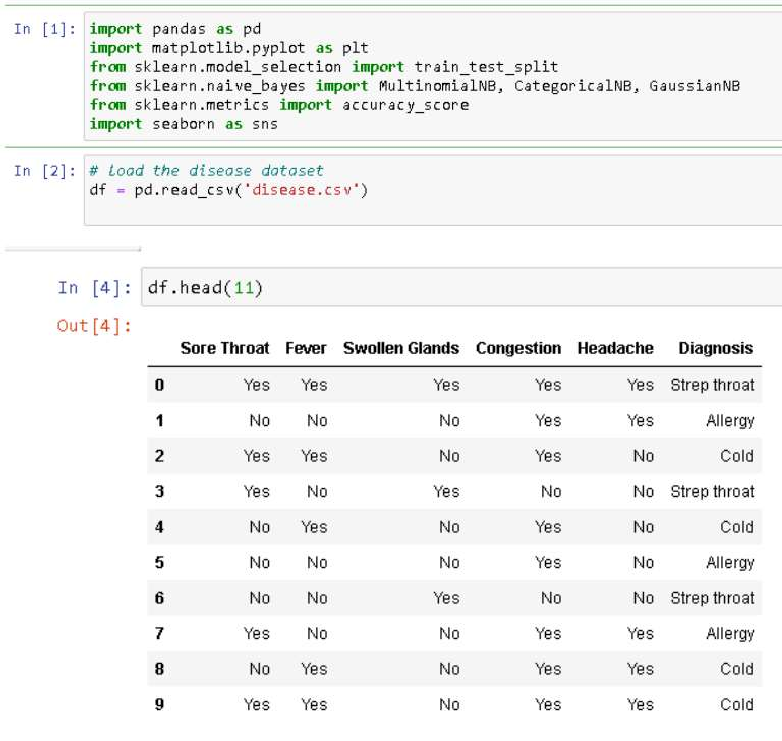 In [1]: import pandas as pd
import matplotlib.pyplot as plt
from sklearn.model_selection import train_test_split
from sklearn.naive_bayes import MultinomialNB, CategoricalNB, GaussianNB
from sklearn.metrics import accuracy_score
import seaborn as sns
In [2]: # Load the disease dataset
df = pd.read_csv('disease.csv')
In [4]: df.head(11)
Out[4]:
Sore Throat Fever Swollen Glands Congestion Headache Diagnosis
0 Yes Yes Yes Yes Yes Strep throat
1 No No No Yes Yes Allergy
2 Yes Yes No Yes No Cold
3 Yes No Yes No No Strep throat
4 No Yes No Yes No Cold
5 No No No Yes No Allergy
6 No No Yes No No Strep throat
7 Yes No No Yes Yes Allergy
8 No Yes No Yes Yes Cold
9 Yes Yes No Yes Yes Cold